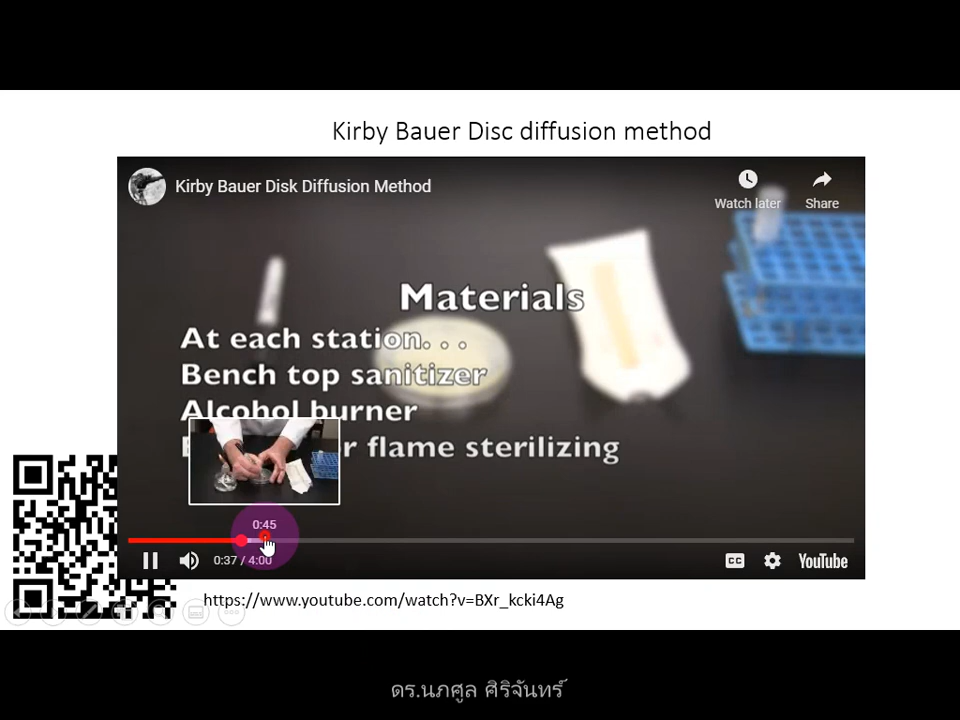 Kirby Bauer Disc diffusion method
Kirby Bauer Disk Diffusion Method
Watch later
Share
Materials
At each station. . .
Bench top sanitizer
Alcohol burner
flame sterilizing
0:45
0:37 / 4:00
CC
YouTube
https://www.youtube.com/watch?v=BXr_kcki4Ag
ดร.นภศูล ศิริจันทร์